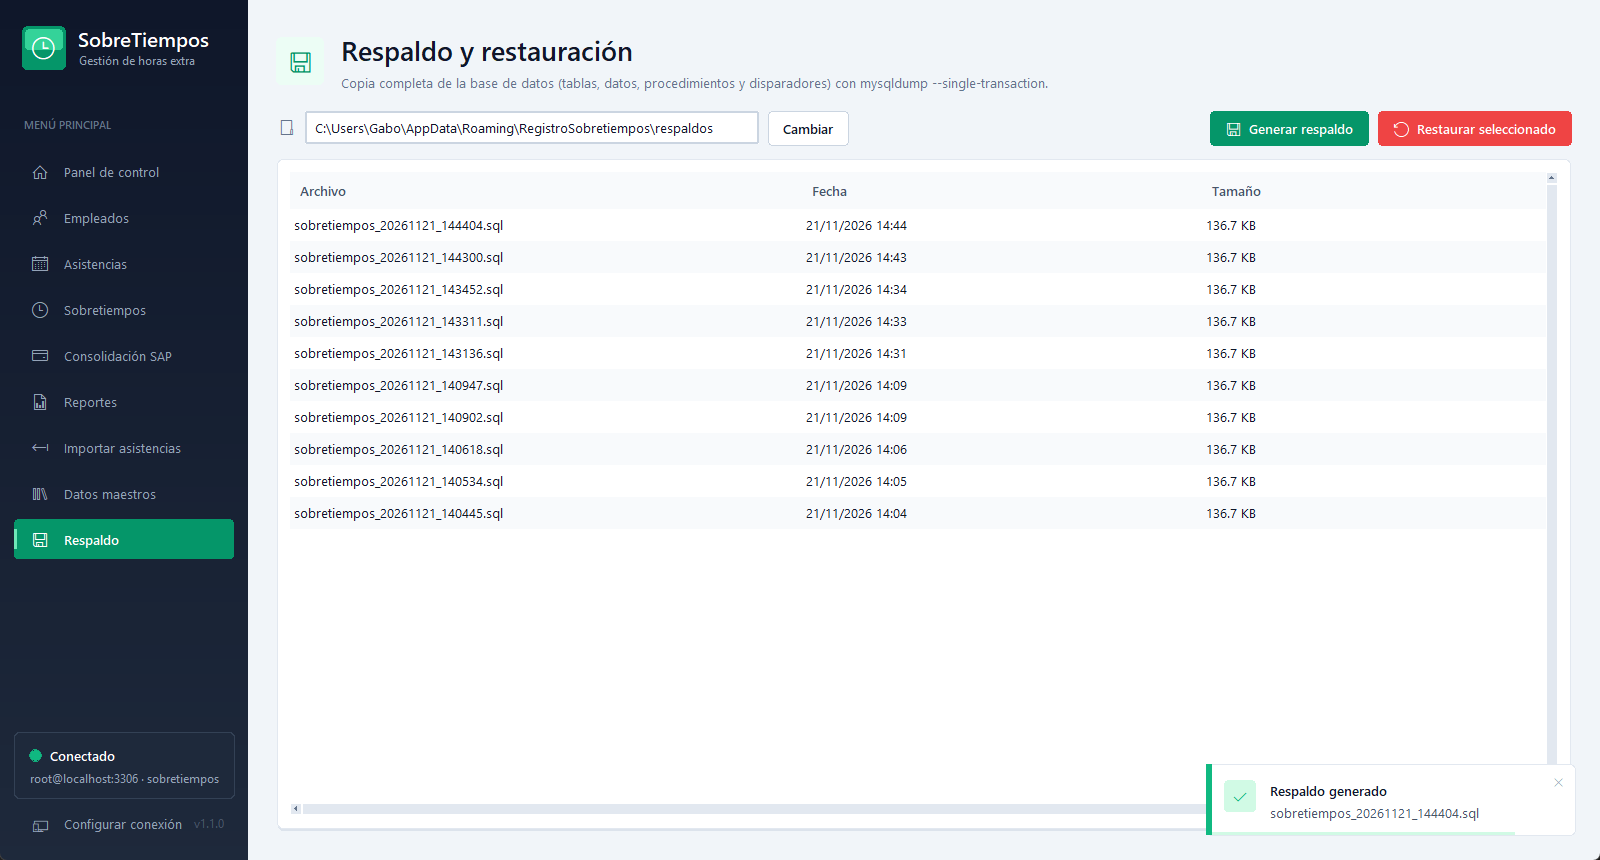 SobreTiempos
Gestión de horas extra
MENÚ PRINCIPAL
Panel de control
Empleados
Asistencias
Sobretiempos
Consolidación SAP
Reportes
Importar asistencias
Datos maestros
Respaldo
Conectado
root@localhost:3306 · sobretiempos
Configurar conexión v1.1.0
Respaldo y restauración
Copia completa de la base de datos (tablas, datos, procedimientos y disparadores) con mysqldump --single-transaction.
C:\Users\Gabo\AppData\Roaming\RegistroSobretiempos\respaldos Cambiar Generar respaldo Restaurar seleccionado
Archivo Fecha Tamaño
sobretiempos_20261121_144404.sql 21/11/2026 14:44 136.7 KB
sobretiempos_20261121_144300.sql 21/11/2026 14:43 136.7 KB
sobretiempos_20261121_143452.sql 21/11/2026 14:34 136.7 KB
sobretiempos_20261121_143311.sql 21/11/2026 14:33 136.7 KB
sobretiempos_20261121_143136.sql 21/11/2026 14:31 136.7 KB
sobretiempos_20261121_140947.sql 21/11/2026 14:09 136.7 KB
sobretiempos_20261121_140902.sql 21/11/2026 14:09 136.7 KB
sobretiempos_20261121_140618.sql 21/11/2026 14:06 136.7 KB
sobretiempos_20261121_140534.sql 21/11/2026 14:05 136.7 KB
sobretiempos_20261121_140445.sql 21/11/2026 14:04 136.7 KB
Respaldo generado
sobretiempos_20261121_144404.sql